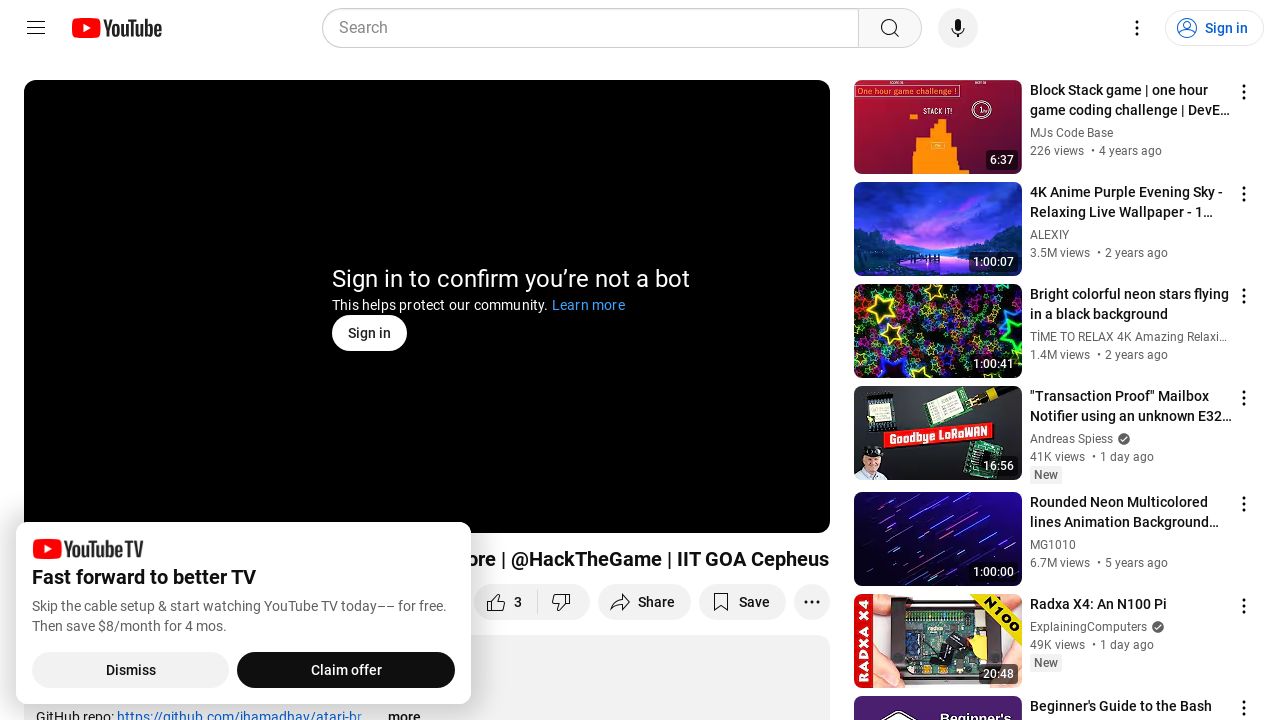 YouTube
Search
Sign in
Sign in to confirm you’re not a bot
This helps protect our community. Learn more
Sign in
ore | @HackTheGame | IIT GOA Cepheus
3
Share
Save
YouTube TV
Fast forward to better TV
Skip the cable setup & start watching YouTube TV today–– for free.
Then save $8/month for 4 mos.
Dismiss
Claim offer
GitHub repo: https://github.com/jhamadhav/atari-br...
...more
One hour game challenge !
STACK IT!
6:37
Block Stack game | one hour
game coding challenge | DevE...
MJs Code Base
226 views • 4 years ago
1:00:07
4K Anime Purple Evening Sky -
Relaxing Live Wallpaper - 1...
ALEXIY
3.5M views • 2 years ago
1:00:41
Bright colorful neon stars flying
in a black background
TİME TO RELAX 4K Amazing Relaxi...
1.4M views • 2 years ago
Goodbye LoRaWAN
16:56
"Transaction Proof" Mailbox
Notifier using an unknown E32...
Andreas Spiess
41K views • 1 day ago
New
1:00:00
Rounded Neon Multicolored
lines Animation Background...
MG1010
6.7M views • 5 years ago
RADXA X4
N100
20:48
Radxa X4: An N100 Pi
ExplainingComputers
49K views • 1 day ago
New
Beginner's
Beginner's Guide to the Bash